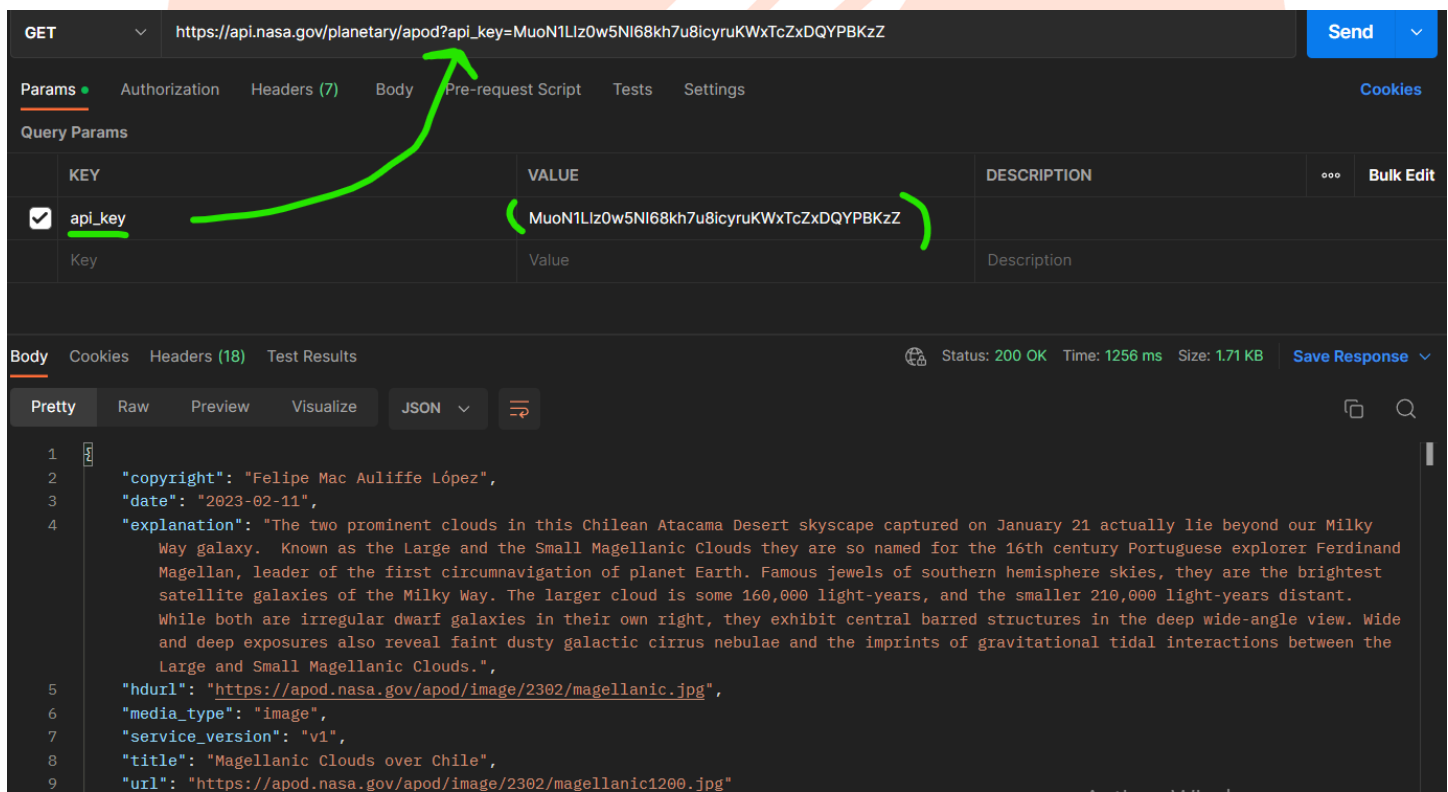 GET https://api.nasa.gov/planetary/apod?api_key=MuoN1LIz0w5NI68kh7u8icyruKWxTcZxDQYPBKzZ Send
Params Authorization Headers (7) Body Pre-request Script Tests Settings Cookies
Query Params
KEY VALUE DESCRIPTION ooo Bulk Edit
api_key MuoN1LIz0w5NI68kh7u8icyruKWxTcZxDQYPBKzZ
Key Value Description
Body Cookies Headers (18) Test Results Status: 200 OK Time: 1256 ms Size: 1.71 KB Save Response
Pretty Raw Preview Visualize JSON
1 {
2 "copyright": "Felipe Mac Auliffe López",
3 "date": "2023-02-11",
4 "explanation": "The two prominent clouds in this Chilean Atacama Desert skyscape captured on January 21 actually lie beyond our Milky
Way galaxy.  Known as the Large and the Small Magellanic Clouds they are so named for the 16th century Portuguese explorer Ferdinand
Magellan, leader of the first circumnavigation of planet Earth. Famous jewels of southern hemisphere skies, they are the brightest
satellite galaxies of the Milky Way. The larger cloud is some 160,000 light-years, and the smaller 210,000 light-years distant.
While both are irregular dwarf galaxies in their own right, they exhibit central barred structures in the deep wide-angle view. Wide
and deep exposures also reveal faint dusty galactic cirrus nebulae and the imprints of gravitational tidal interactions between the
Large and Small Magellanic Clouds.",
5 "hdurl": "https://apod.nasa.gov/apod/image/2302/magellanic.jpg",
6 "media_type": "image",
7 "service_version": "v1",
8 "title": "Magellanic Clouds over Chile",
9 "url": "https://apod.nasa.gov/apod/image/2302/magellanic1200.jpg"